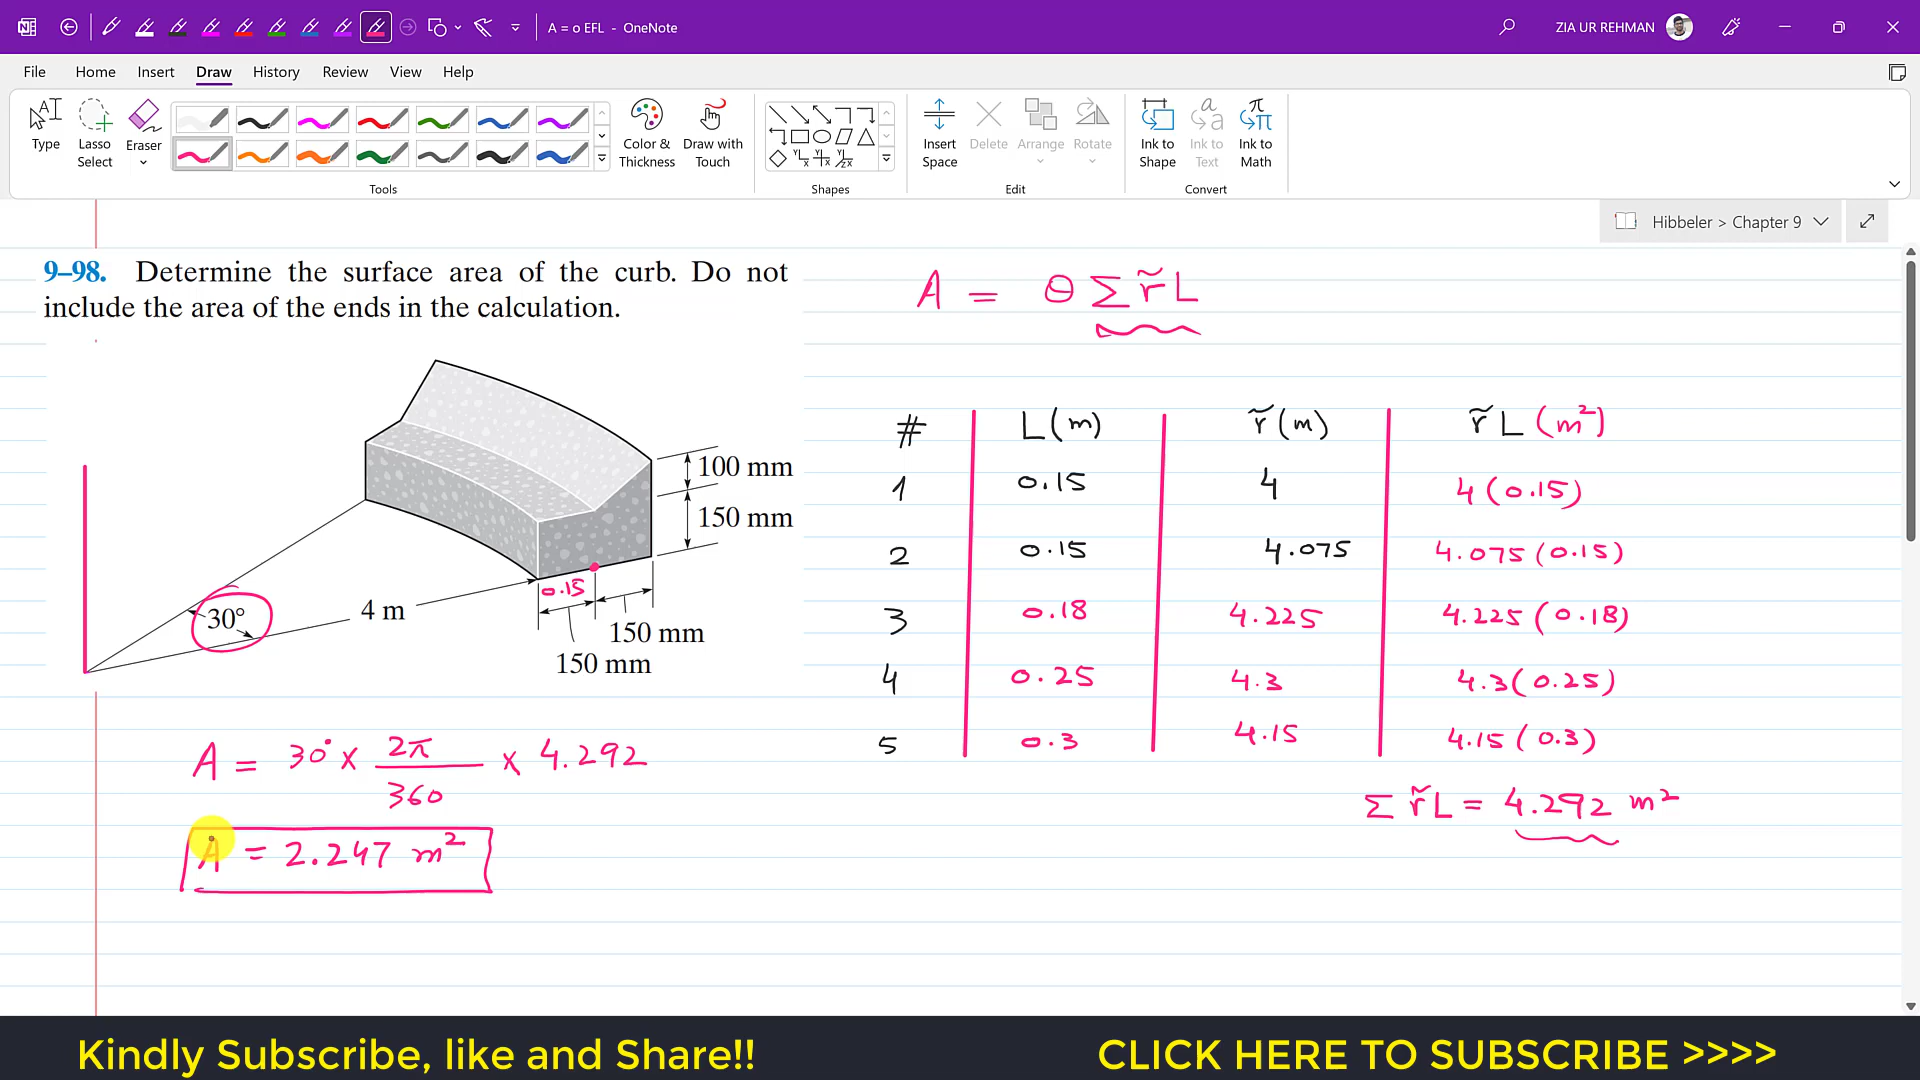 A = o EFL - OneNote
ZIA UR REHMAN
File Home Insert Draw History Review View Help
Type
Lasso Select
Eraser
Color & Thickness
Draw with Touch
Insert Space
Delete
Arrange
Rotate
Ink to Shape
Ink to Text
Ink to Math
Tools
Shapes
Edit
Convert
Hibbeler > Chapter 9
9–98. Determine the surface area of the curb. Do not
include the area of the ends in the calculation.
100 mm
150 mm
0.15
30°
4 m
150 mm
150 mm
A = 30° × 2π/360 × 4.292
A = 2.247 m²
A = θ Σ r̃ L
# L(m) r̃(m) r̃ L (m²)
1 0.15 4 4(0.15)
2 0.15 4.075 4.075(0.15)
3 0.18 4.225 4.225(0.18)
4 0.25 4.3 4.3(0.25)
5 0.3 4.15 4.15(0.3)
Σ r̃ L = 4.292 m²
Kindly Subscribe, like and Share!!
CLICK HERE TO SUBSCRIBE >>>>